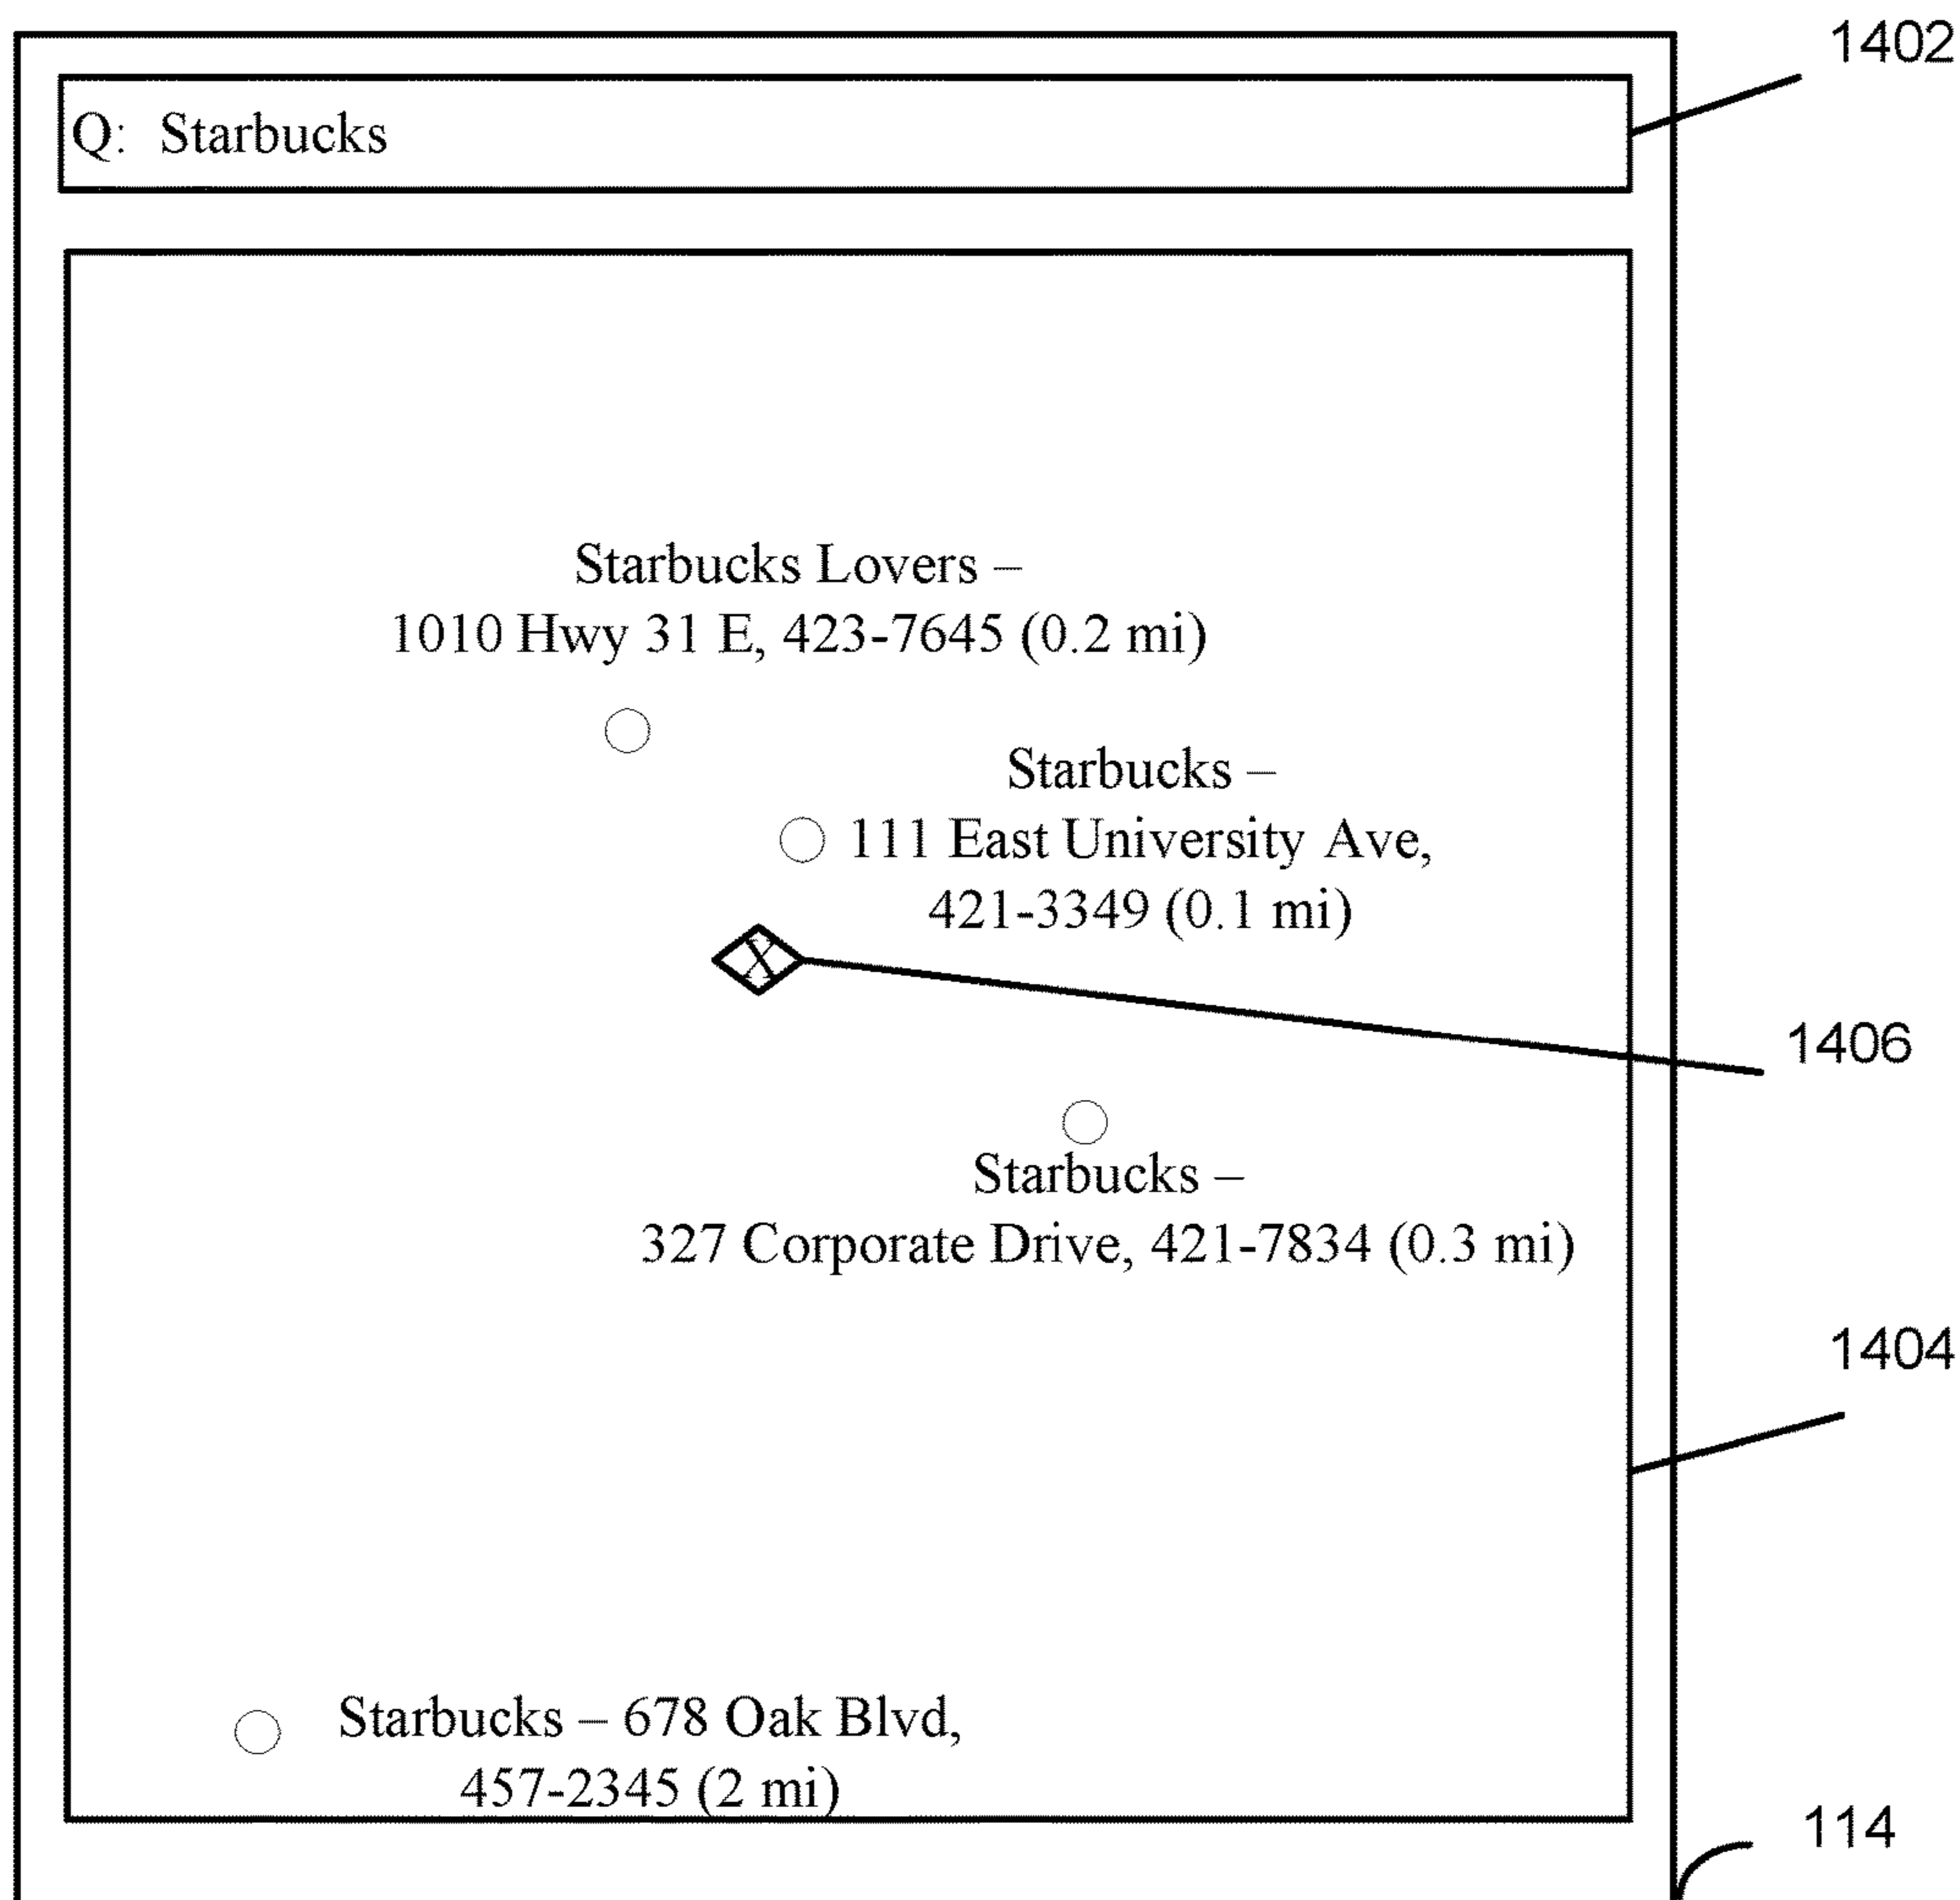 1402
Q: Starbucks
Starbucks Lovers –
1010 Hwy 31 E, 423-7645 (0.2 mi)
Starbucks –
111 East University Ave,
421-3349 (0.1 mi)
X
1406
Starbucks –
327 Corporate Drive, 421-7834 (0.3 mi)
1404
Starbucks – 678 Oak Blvd,
457-2345 (2 mi)
114